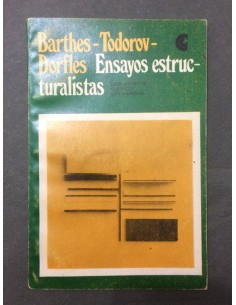 Barthes - Todorov -
Dorfles Ensayos estruc-
turalistas